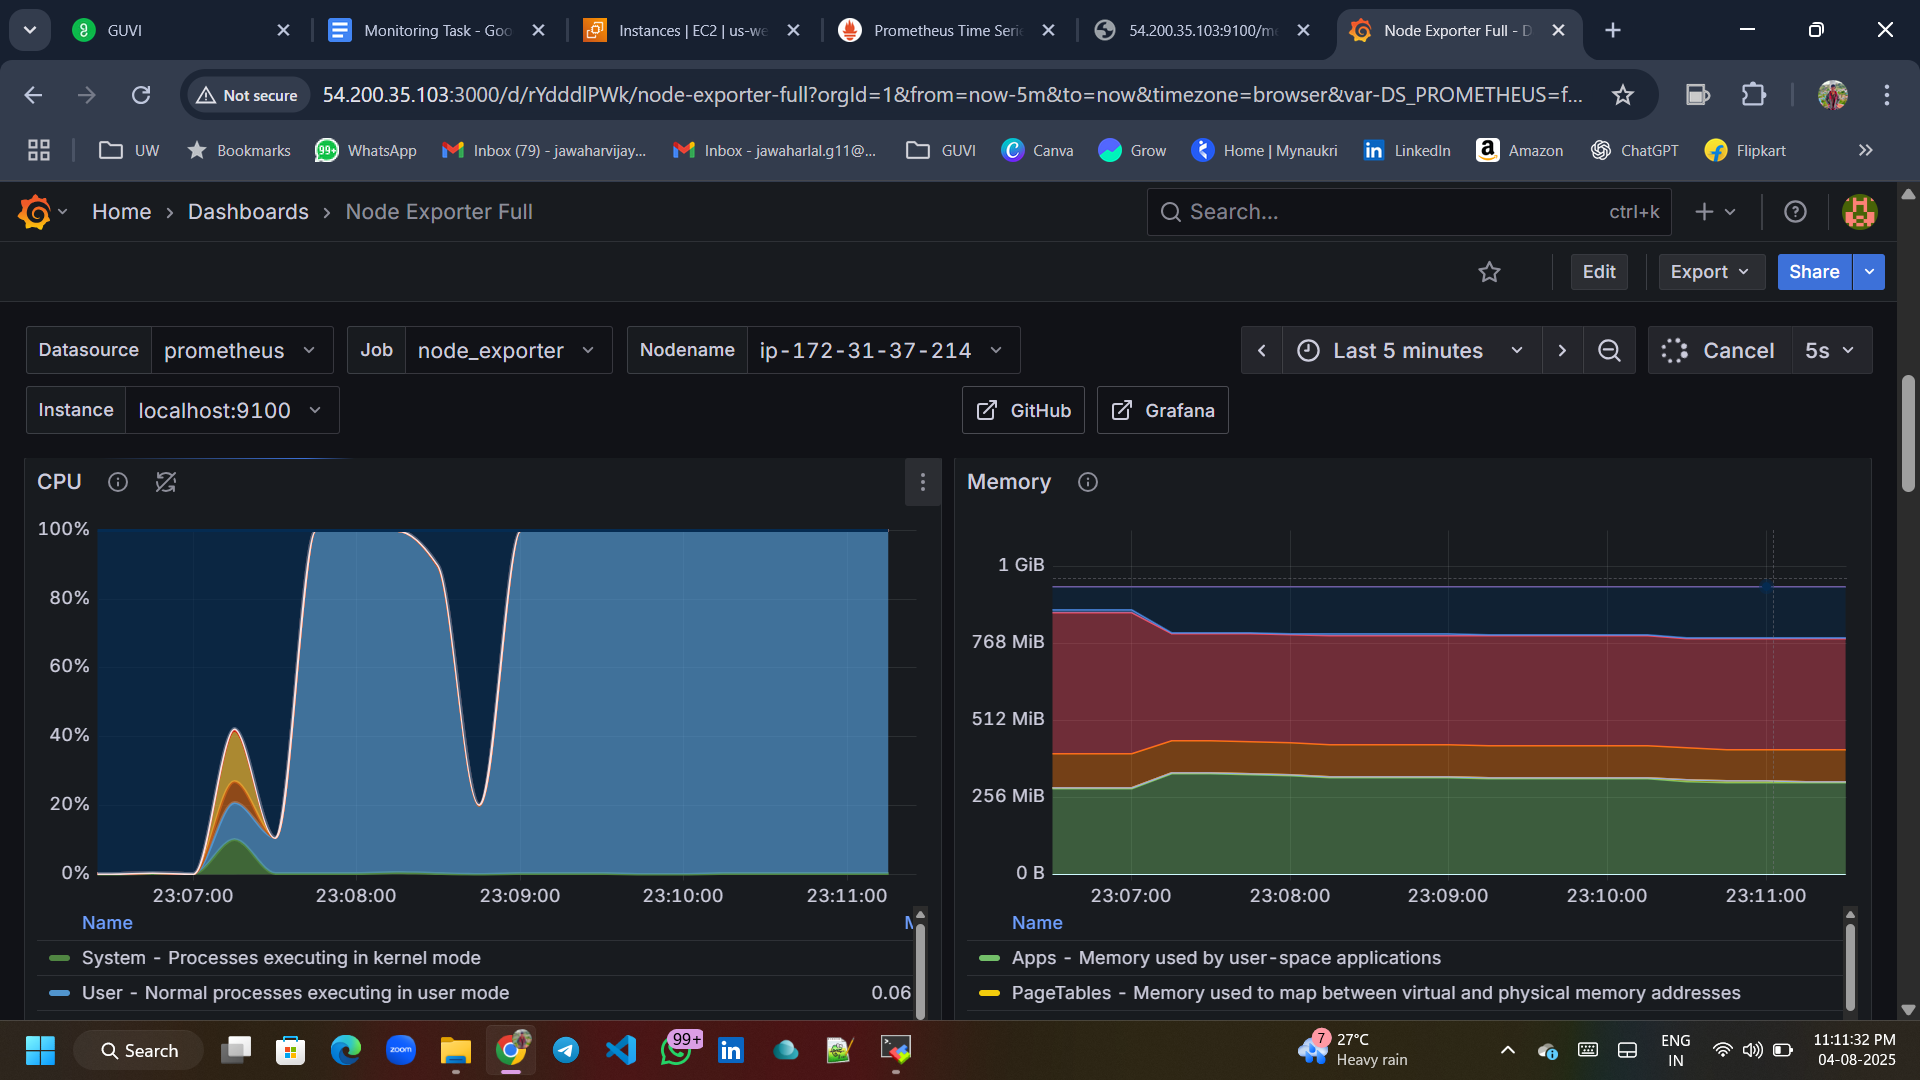 GUVI
Monitoring Task - Goo
Instances | EC2 | us-we
Prometheus Time Serie
54.200.35.103:9100/me
Node Exporter Full - D
Not secure
54.200.35.103:3000/d/rYdddlPWk/node-exporter-full?orgId=1&from=now-5m&to=now&timezone=browser&var-DS_PROMETHEUS=f...
UW
Bookmarks
99+
WhatsApp
Inbox (79) - jawaharvijay...
Inbox - jawaharlal.g11@...
GUVI
Canva
Grow
Home | Mynaukri
LinkedIn
Amazon
ChatGPT
Flipkart
Home › Dashboards › Node Exporter Full
Search...
ctrl+k
Edit
Export
Share
Datasource
prometheus
Job
node_exporter
Nodename
ip-172-31-37-214
Last 5 minutes
Cancel
5s
Instance
localhost:9100
GitHub
Grafana
CPU
100%
80%
60%
40%
20%
0%
23:07:00
23:08:00
23:09:00
23:10:00
23:11:00
Name
System - Processes executing in kernel mode
User - Normal processes executing in user mode
0.06
Memory
1 GiB
768 MiB
512 MiB
256 MiB
0 B
23:07:00
23:08:00
23:09:00
23:10:00
23:11:00
Name
Apps - Memory used by user-space applications
PageTables - Memory used to map between virtual and physical memory addresses
Search
zoom
99+
7
27°C
Heavy rain
ENG
IN
11:11:32 PM
04-08-2025